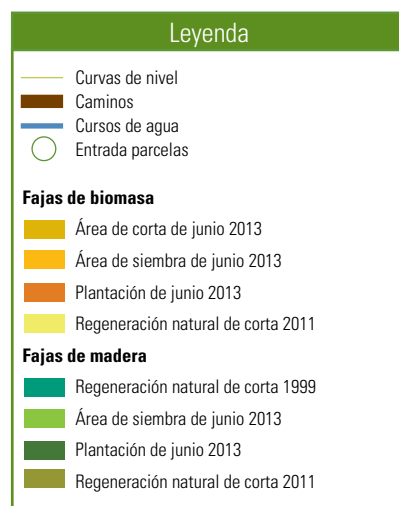 Leyenda
Curvas de nivel
Caminos
Cursos de agua
Entrada parcelas
Fajas de biomasa
Área de corta de junio 2013
Área de siembra de junio 2013
Plantación de junio 2013
Regeneración natural de corta 2011
Fajas de madera
Regeneración natural de corta 1999
Área de siembra de junio 2013
Plantación de junio 2013
Regeneración natural de corta 2011